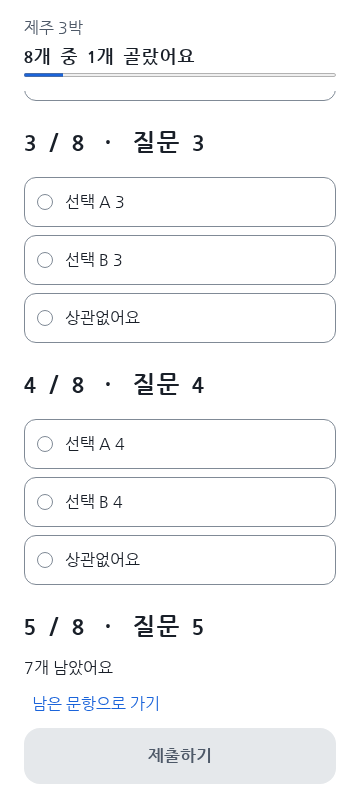 제주 3박
8개 중 1개 골랐어요
3 / 8 · 질문 3
선택 A 3
선택 B 3
상관없어요
4 / 8 · 질문 4
선택 A 4
선택 B 4
상관없어요
5 / 8 · 질문 5
7개 남았어요
남은 문항으로 가기
제출하기